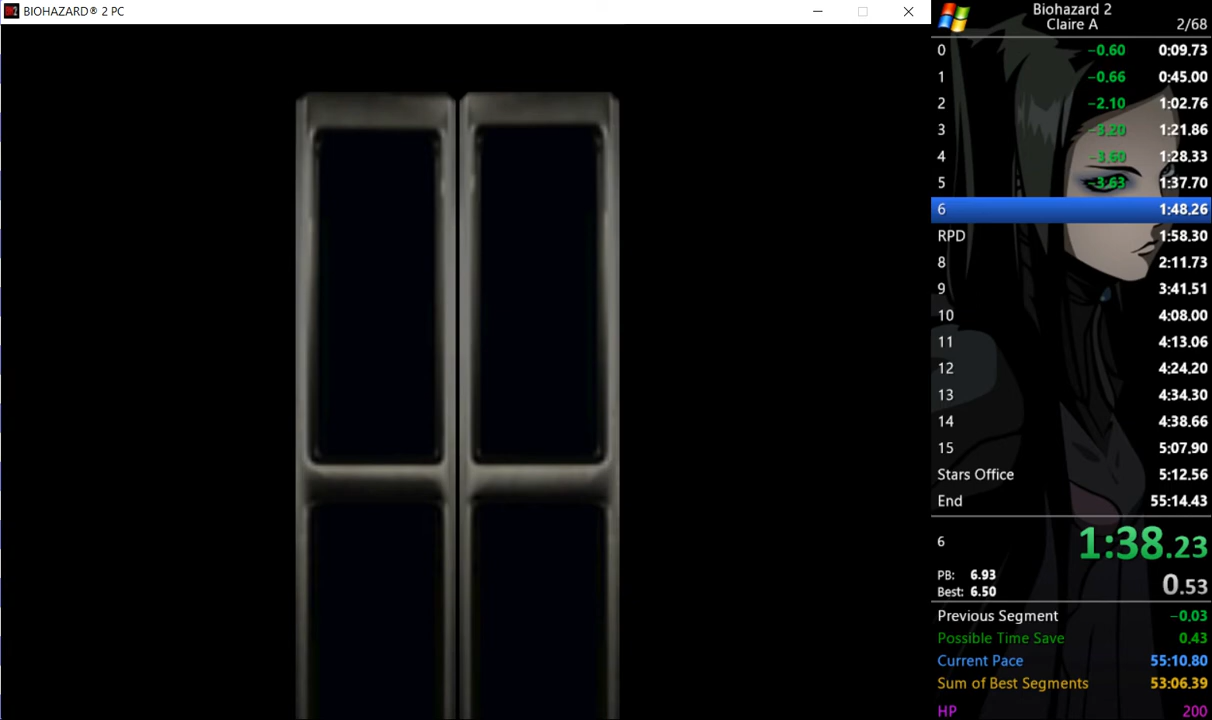 BIOHAZARD® 2 PC
Biohazard 2
Claire A 2/68
0 −0.60 0:09.73
1 −0.66 0:45.00
2 −2.10 1:02.76
3 −3.20 1:21.86
4 −3.60 1:28.33
5 −3.63 1:37.70
6 1:48.26
RPD 1:58.30
8 2:11.73
9 3:41.51
10 4:08.00
11 4:13.06
12 4:24.20
13 4:34.30
14 4:38.66
15 5:07.90
Stars Office 5:12.56
End 55:14.43
6 1:38.23
PB: 6.93
Best: 6.50 0.53
Previous Segment −0.03
Possible Time Save 0.43
Current Pace 55:10.80
Sum of Best Segments 53:06.39
HP 200